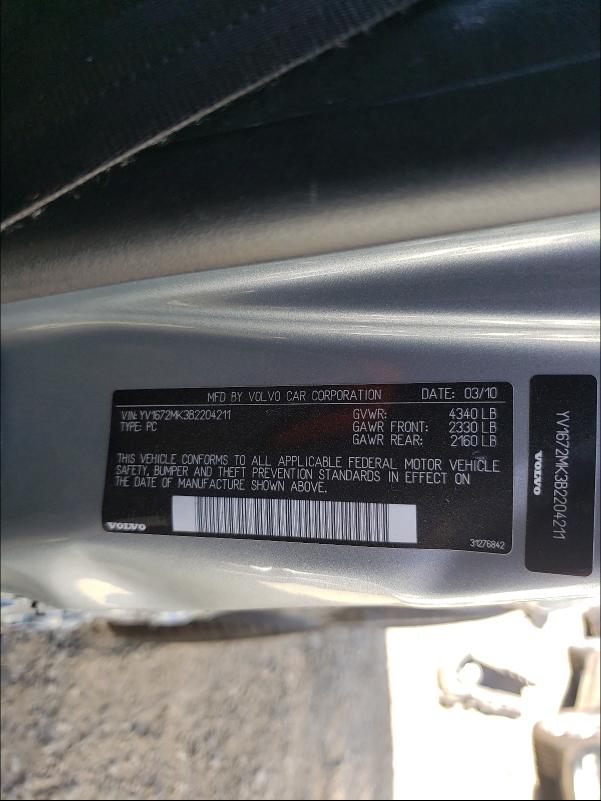 MFD BY VOLVO CAR CORPORATION DATE: 03/10
VIN: YV1672MK3B2204211 GVWR: 4340 LB
TYPE: PC GAWR FRONT: 2330 LB
GAWR REAR: 2160 LB
THIS VEHICLE CONFORMS TO ALL APPLICABLE FEDERAL MOTOR VEHICLE
SAFETY, BUMPER AND THEFT PREVENTION STANDARDS IN EFFECT ON
THE DATE OF MANUFACTURE SHOWN ABOVE.
VOLVO
31276842
YV1672MK3B2204211
VOLVO